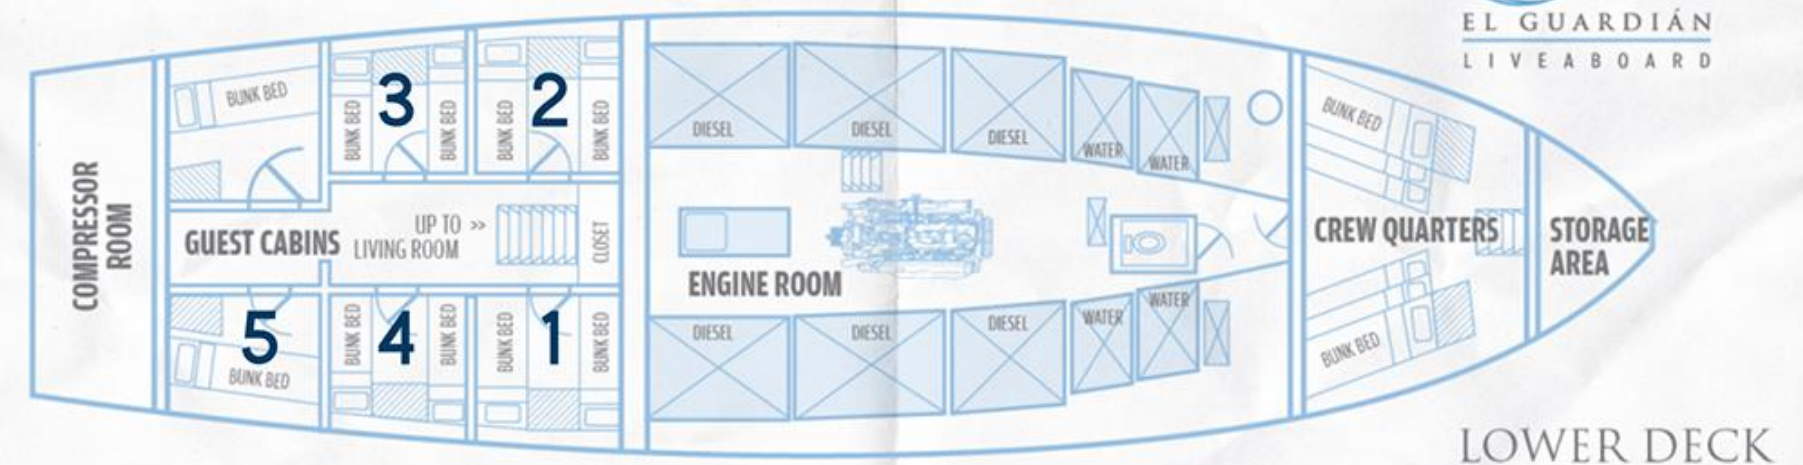 EL GUARDIÁN
LIVEABOARD
COMPRESSOR
ROOM
BUNK BED
BUNK BED
3
BUNK BED
BUNK BED
2
BUNK BED
GUEST CABINS
UP TO >>
LIVING ROOM
CLOSET
5
BUNK BED
BUNK BED
4
BUNK BED
BUNK BED
1
BUNK BED
DIESEL
DIESEL
DIESEL
WATER
WATER
ENGINE ROOM
DIESEL
DIESEL
DIESEL
WATER
WATER
BUNK BED
CREW QUARTERS
BUNK BED
STORAGE
AREA
LOWER DECK